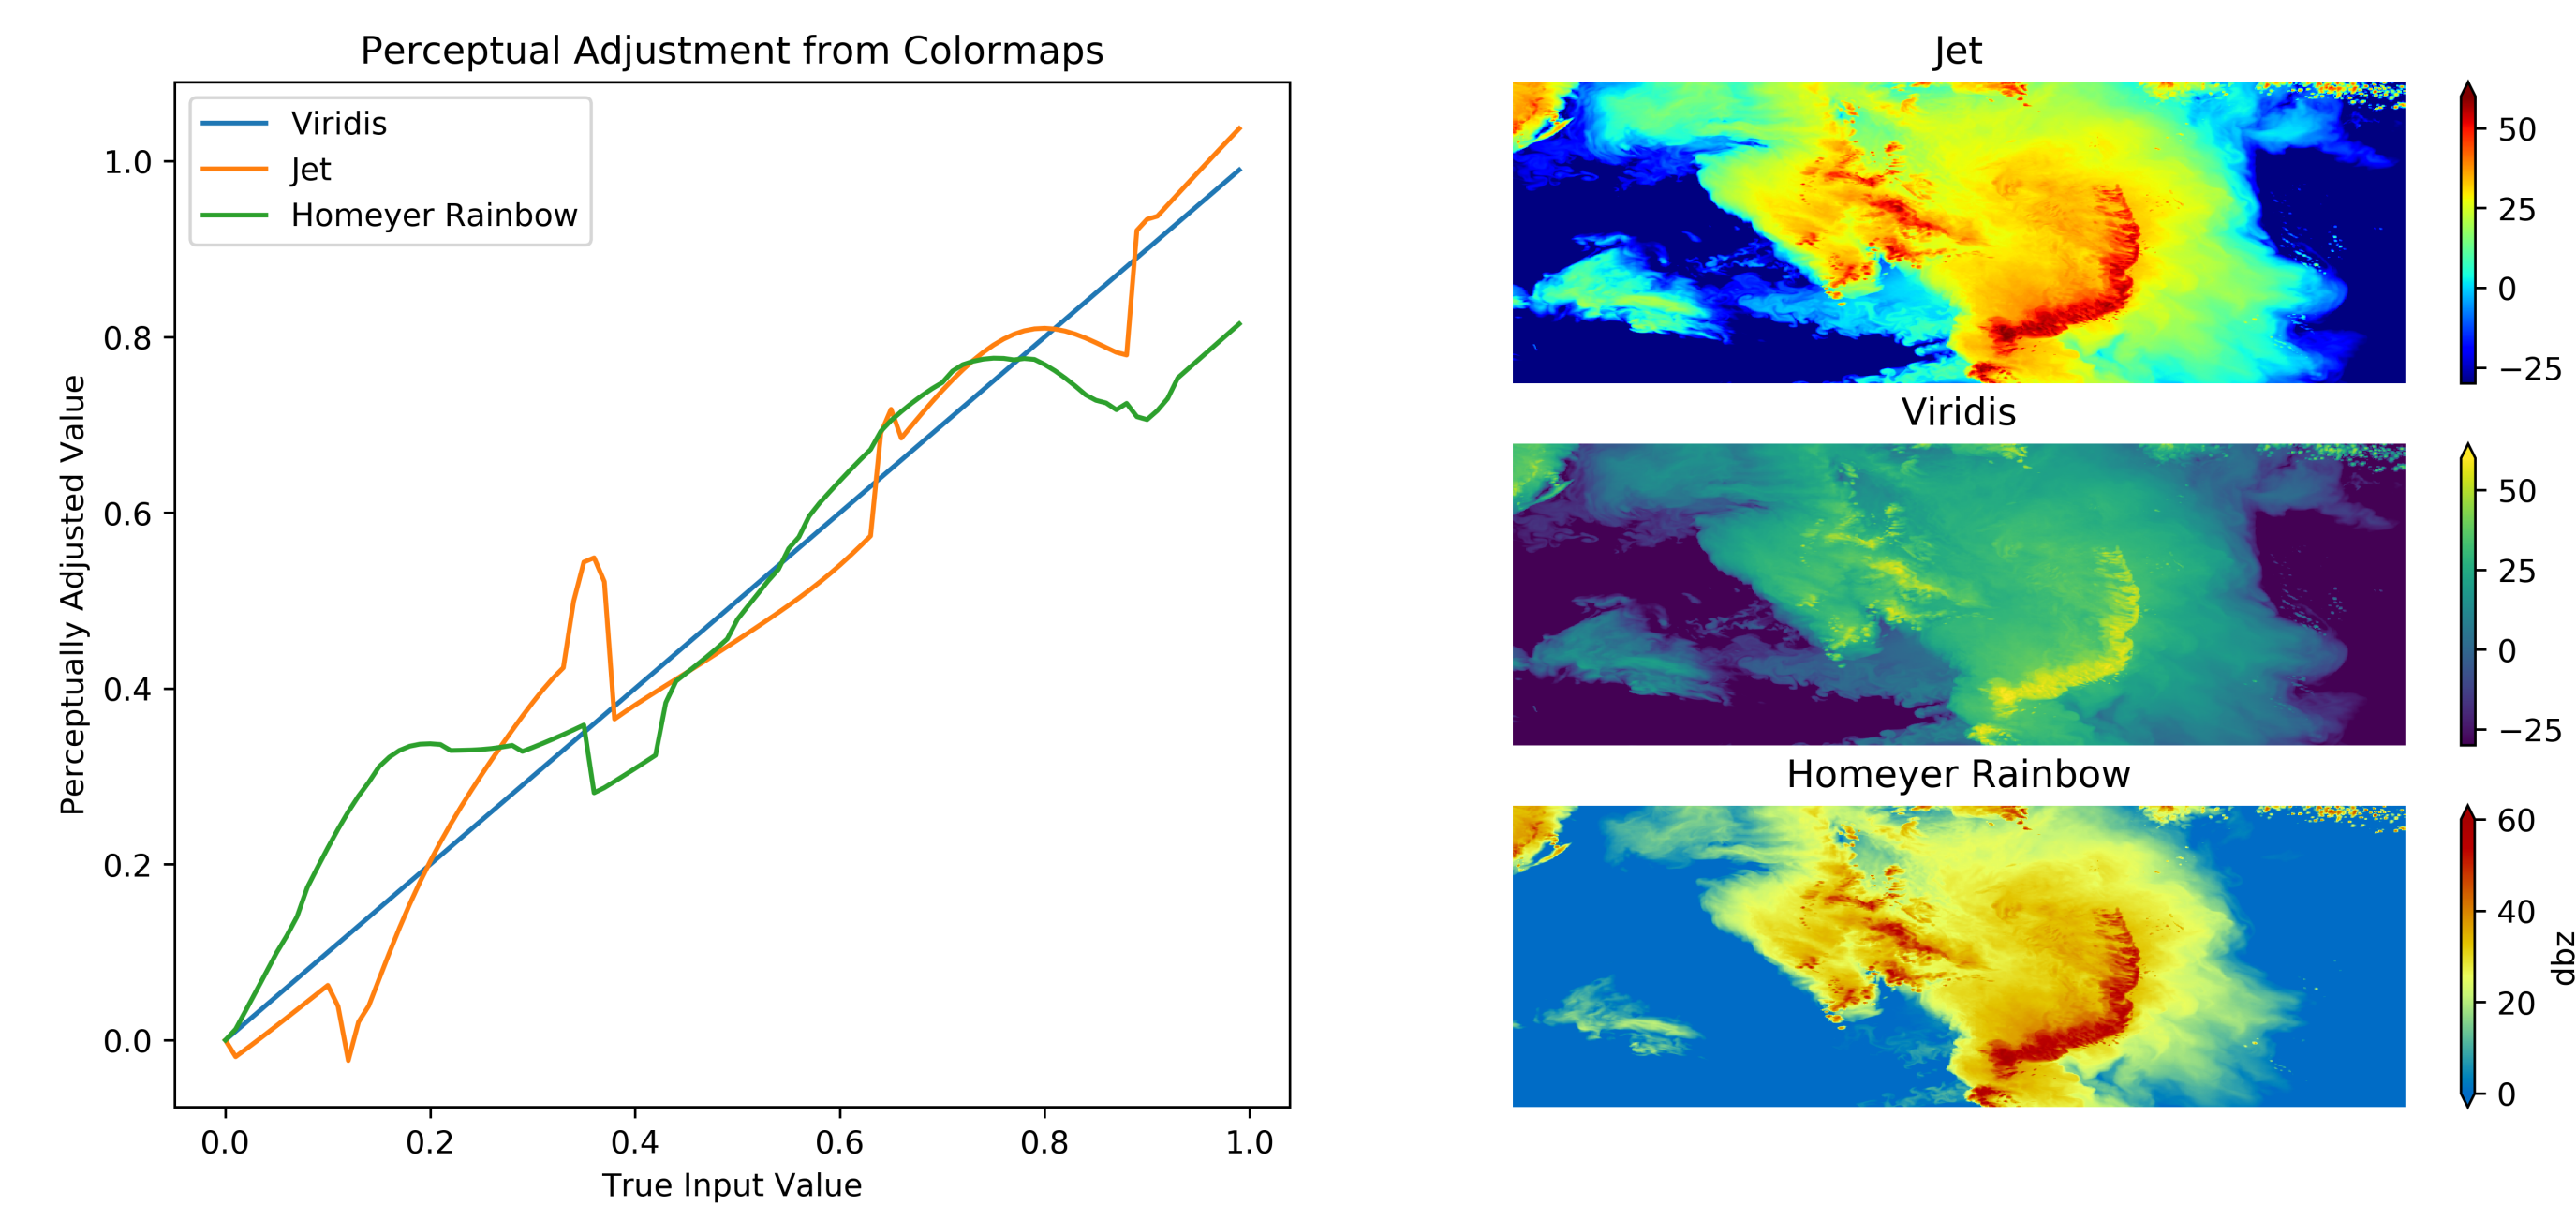 Perceptual Adjustment from Colormaps
Viridis
Jet
Homeyer Rainbow
1.0
0.8
0.6
0.4
0.2
0.0
Perceptually Adjusted Value
0.0 0.2 0.4 0.6 0.8 1.0
True Input Value
Jet
50
25
0
−25
Viridis
50
25
0
−25
Homeyer Rainbow
60
40
20
0
dbz